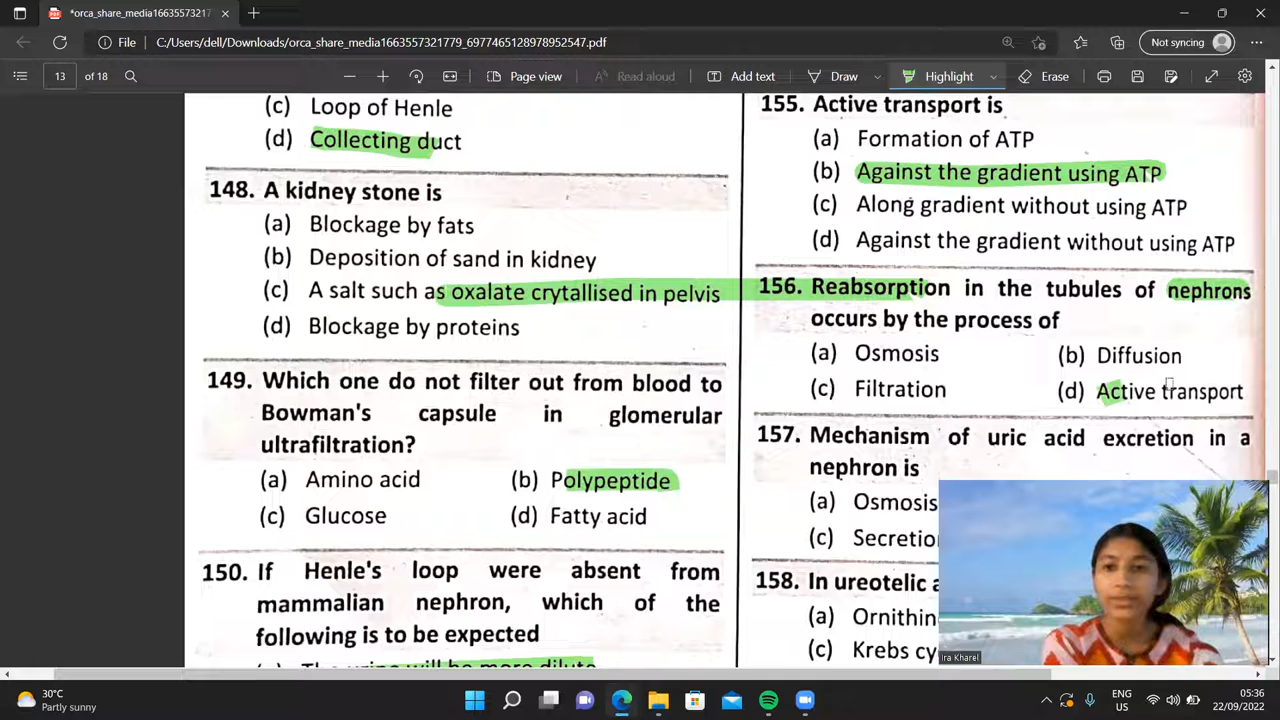 *orca_share_media1663557321
File
C:/Users/dell/Downloads/orca_share_media1663557321779_6977465128978952547.pdf
Not syncing
13 of 18
Page view
Read aloud
Add text
Draw
Highlight
Erase
(c) Loop of Henle
(d) Collecting duct
148. A kidney stone is
(a) Blockage by fats
(b) Deposition of sand in kidney
(c) A salt such as oxalate crytallised in pelvis
(d) Blockage by proteins
149. Which one do not filter out from blood to
Bowman's capsule in glomerular
ultrafiltration?
(a) Amino acid (b) Polypeptide
(c) Glucose (d) Fatty acid
150. If Henle's loop were absent from
mammalian nephron, which of the
following is to be expected
The urine will be more dilute
155. Active transport is
(a) Formation of ATP
(b) Against the gradient using ATP
(c) Along gradient without using ATP
(d) Against the gradient without using ATP
156. Reabsorption in the tubules of nephrons
occurs by the process of
(a) Osmosis (b) Diffusion
(c) Filtration (d) Active transport
157. Mechanism of uric acid excretion in a
nephron is
(a) Osmosis
(c) Secretio
158. In ureotelic a
(a) Ornithin
(c) Krebs cy
Ira Kharel
30°C
Partly sunny
ENG
US
05:36
22/09/2022